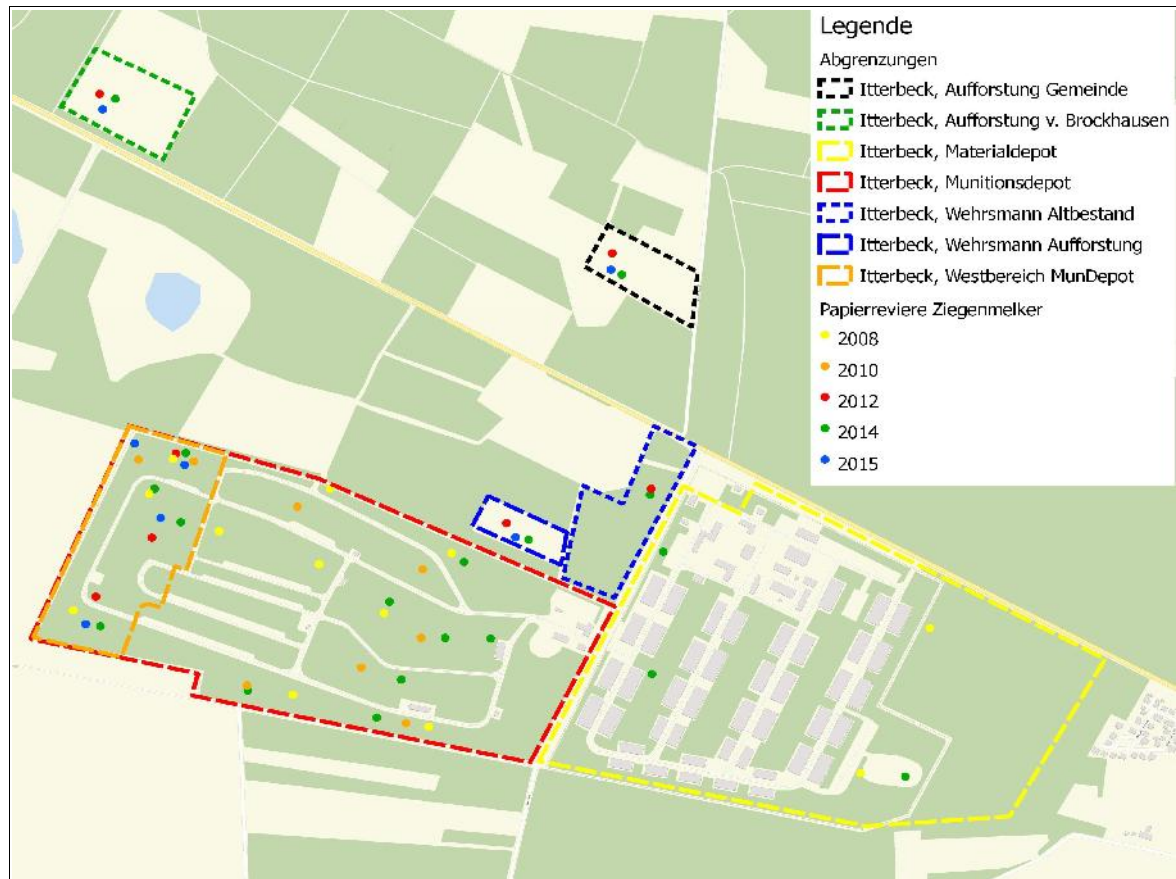 Legende
Abgrenzungen
Itterbeck, Aufforstung Gemeinde
Itterbeck, Aufforstung v. Brockhausen
Itterbeck, Materialdepot
Itterbeck, Munitionsdepot
Itterbeck, Wehrsmann Altbestand
Itterbeck, Wehrsmann Aufforstung
Itterbeck, Westbereich MunDepot
Papierreviere Ziegenmelker
2008
2010
2012
2014
2015